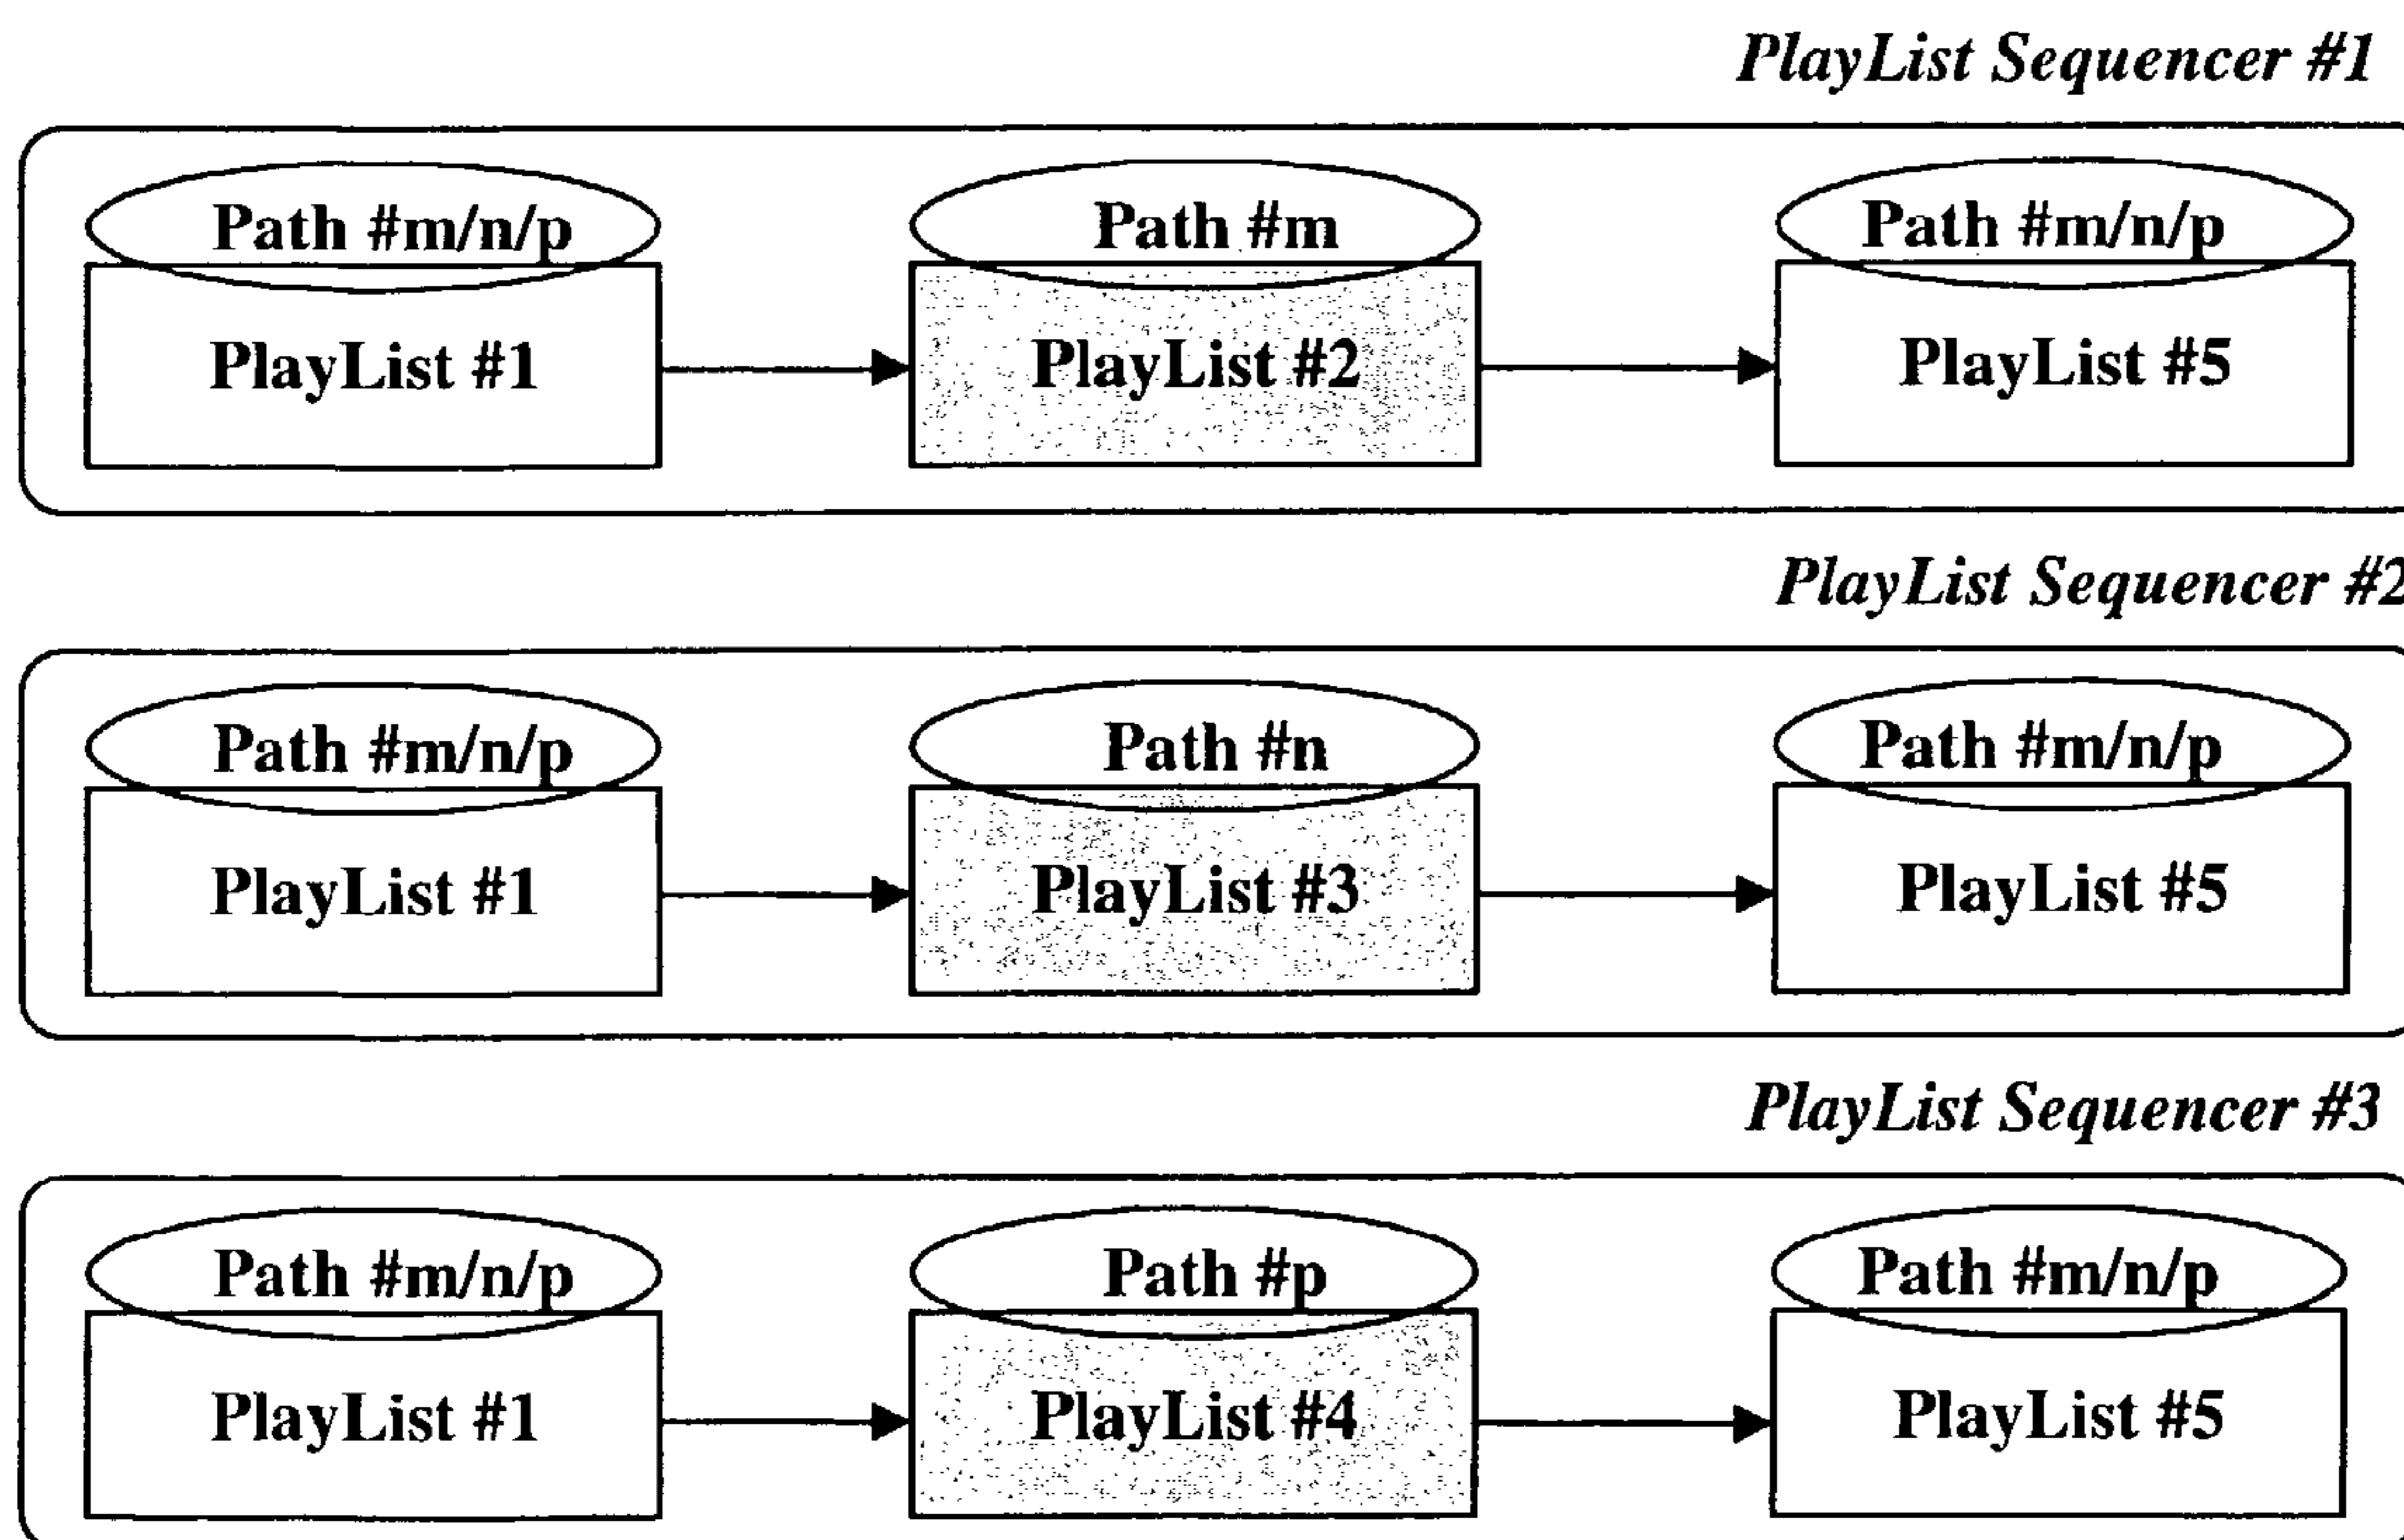 PlayList Sequencer #1
Path #m/n/p
Path #m
Path #m/n/p
PlayList #1
PlayList #2
PlayList #5
PlayList Sequencer #2
Path #m/n/p
Path #n
Path #m/n/p
PlayList #1
PlayList #3
PlayList #5
PlayList Sequencer #3
Path #m/n/p
Path #p
Path #m/n/p
PlayList #1
PlayList #4
PlayList #5